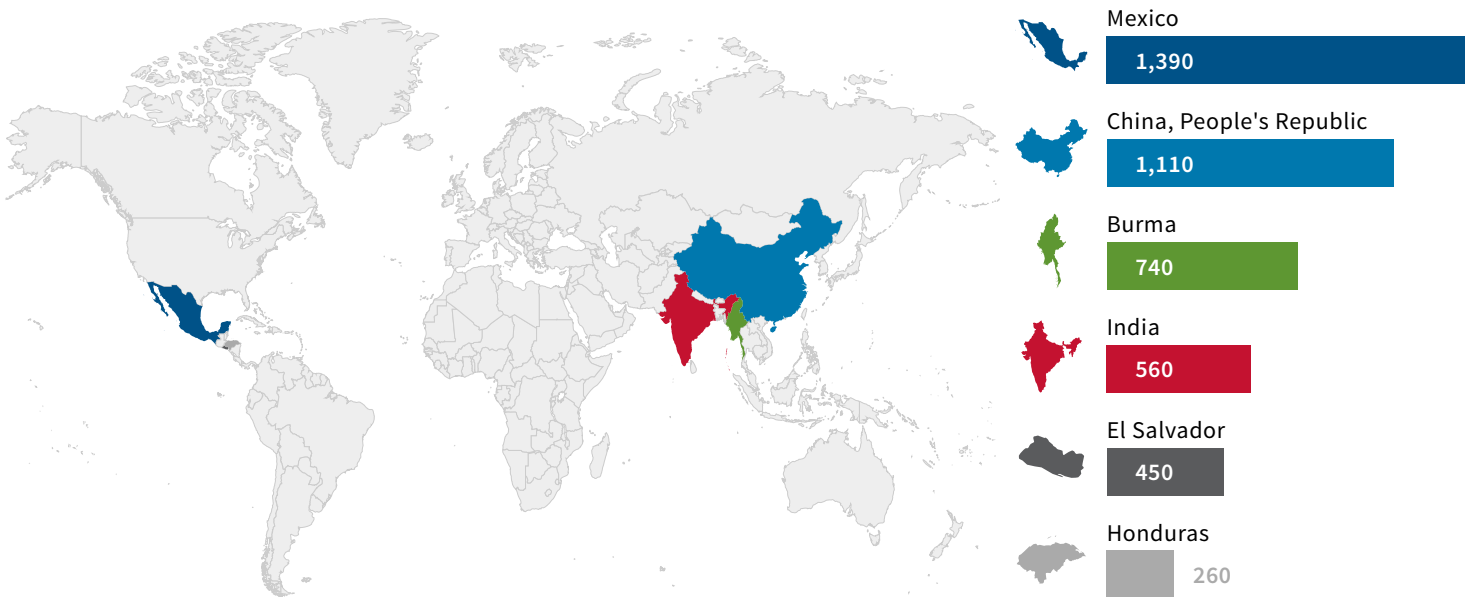 Mexico
1,390
China, People's Republic
1,110
Burma
740
India
560
El Salvador
450
Honduras
260